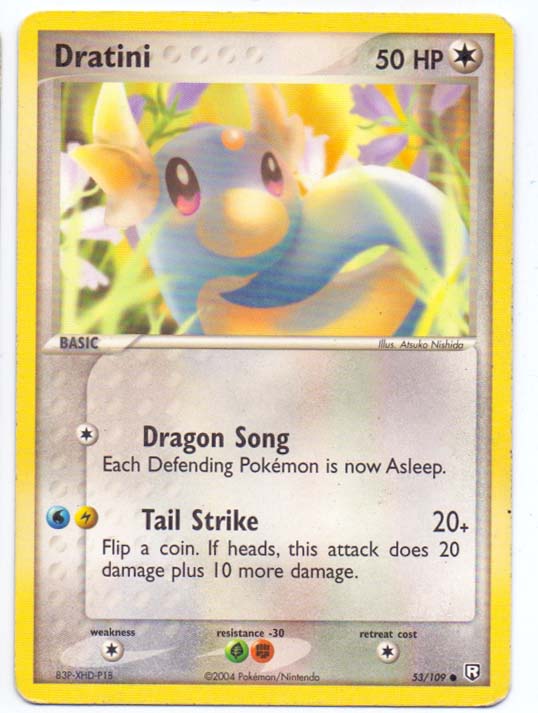 Dratini
50 HP
BASIC
Illus. Atsuko Nishida
Dragon Song
Each Defending Pokémon is now Asleep.
Tail Strike 20+
Flip a coin. If heads, this attack does 20
damage plus 10 more damage.
weakness resistance -30 retreat cost
83P-XHD-P18
©2004 Pokémon/Nintendo
53/109
R